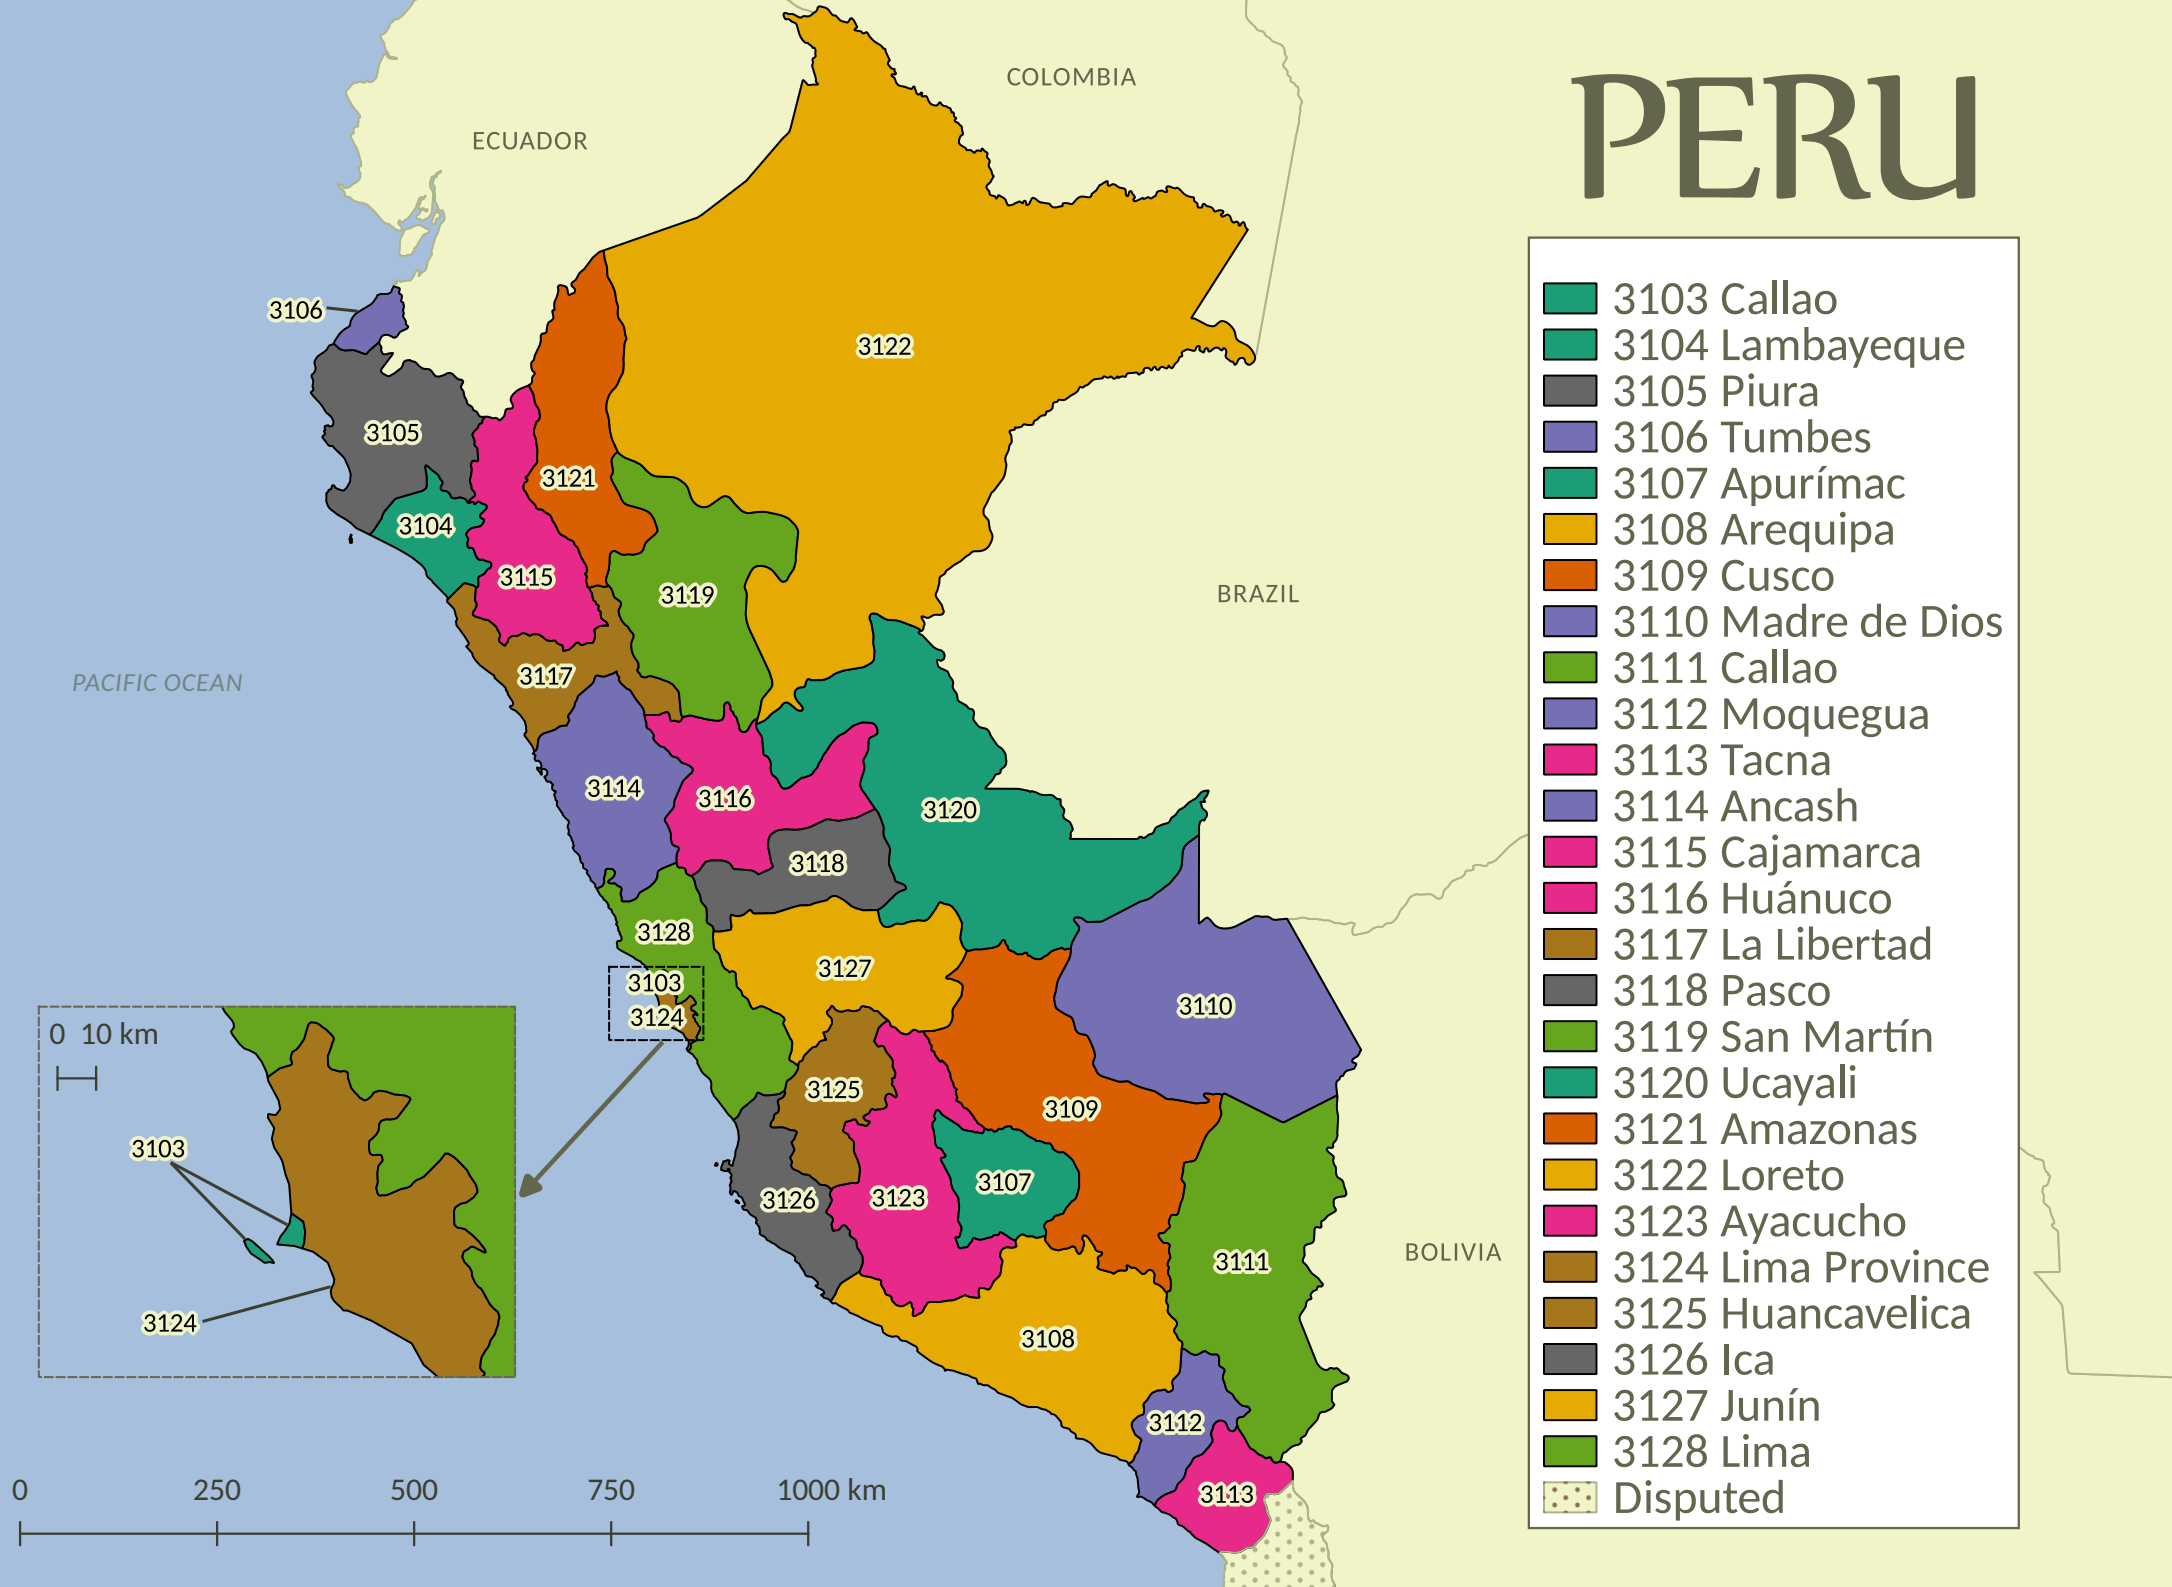 PERU
COLOMBIA
ECUADOR
3106
3122
3105
3121
3104
3115
3119
BRAZIL
PACIFIC OCEAN
3117
3114
3116
3120
3118
3128
3127
3103
3124
3110
3125
3109
3107
3123
3126
3111
BOLIVIA
3108
3112
3113
0 10 km
3103
3124
0 250 500 750 1000 km
3103 Callao
3104 Lambayeque
3105 Piura
3106 Tumbes
3107 Apurímac
3108 Arequipa
3109 Cusco
3110 Madre de Dios
3111 Callao
3112 Moquegua
3113 Tacna
3114 Ancash
3115 Cajamarca
3116 Huánuco
3117 La Libertad
3118 Pasco
3119 San Martín
3120 Ucayali
3121 Amazonas
3122 Loreto
3123 Ayacucho
3124 Lima Province
3125 Huancavelica
3126 Ica
3127 Junín
3128 Lima
Disputed